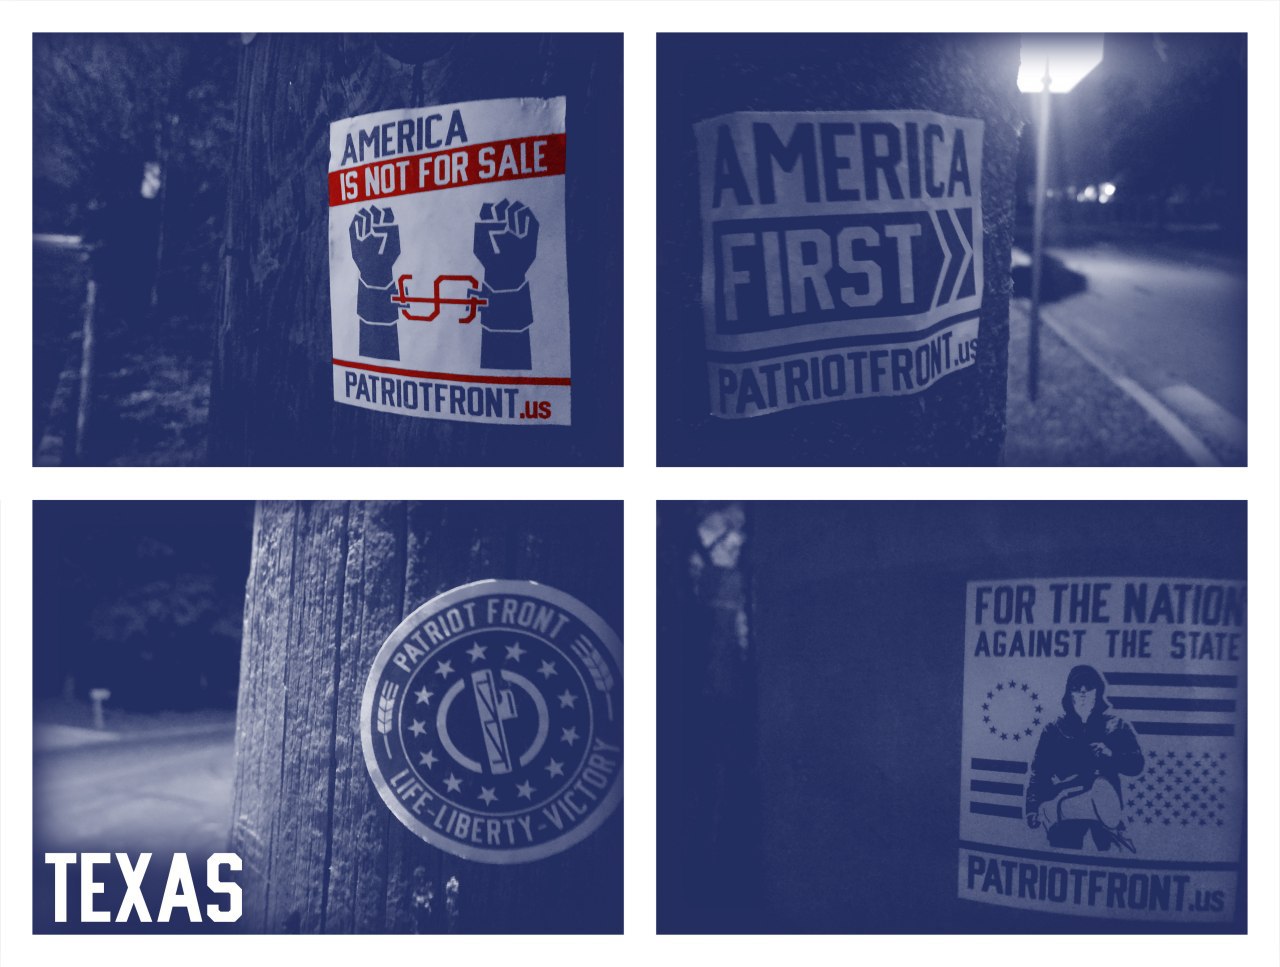 AMERICA
IS NOT FOR SALE
PATRIOTFRONT.us
AMERICA
FIRST
PATRIOTFRONT.us
PATRIOT FRONT
LIFE-LIBERTY-VICTORY
TEXAS
FOR THE NATION
AGAINST THE STATE
PATRIOTFRONT.us